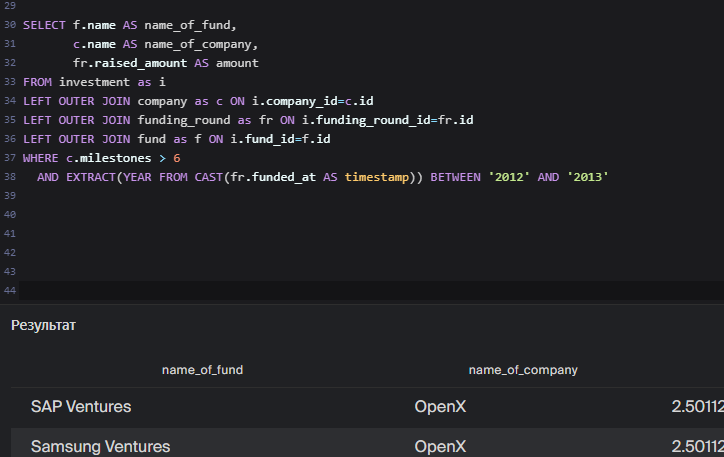 29
30 SELECT f.name AS name_of_fund,
31        c.name AS name_of_company,
32        fr.raised_amount AS amount
33 FROM investment as i
34 LEFT OUTER JOIN company as c ON i.company_id=c.id
35 LEFT OUTER JOIN funding_round as fr ON i.funding_round_id=fr.id
36 LEFT OUTER JOIN fund as f ON i.fund_id=f.id
37 WHERE c.milestones > 6
38   AND EXTRACT(YEAR FROM CAST(fr.funded_at AS timestamp)) BETWEEN '2012' AND '2013'
39
40
41
42
43
44
Результат
name_of_fund name_of_company
SAP Ventures OpenX 2.50112
Samsung Ventures OpenX 2.50112